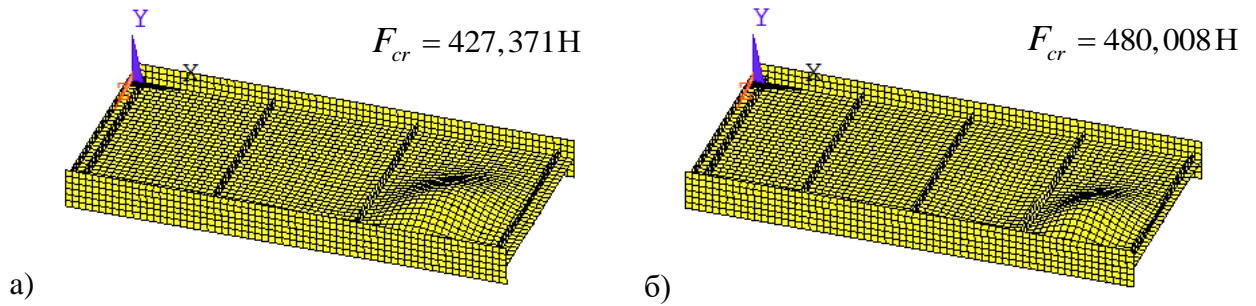 Y
F_cr = 427,371 Н
X
Z
а)
Y
F_cr = 480,008 Н
X
Z
б)